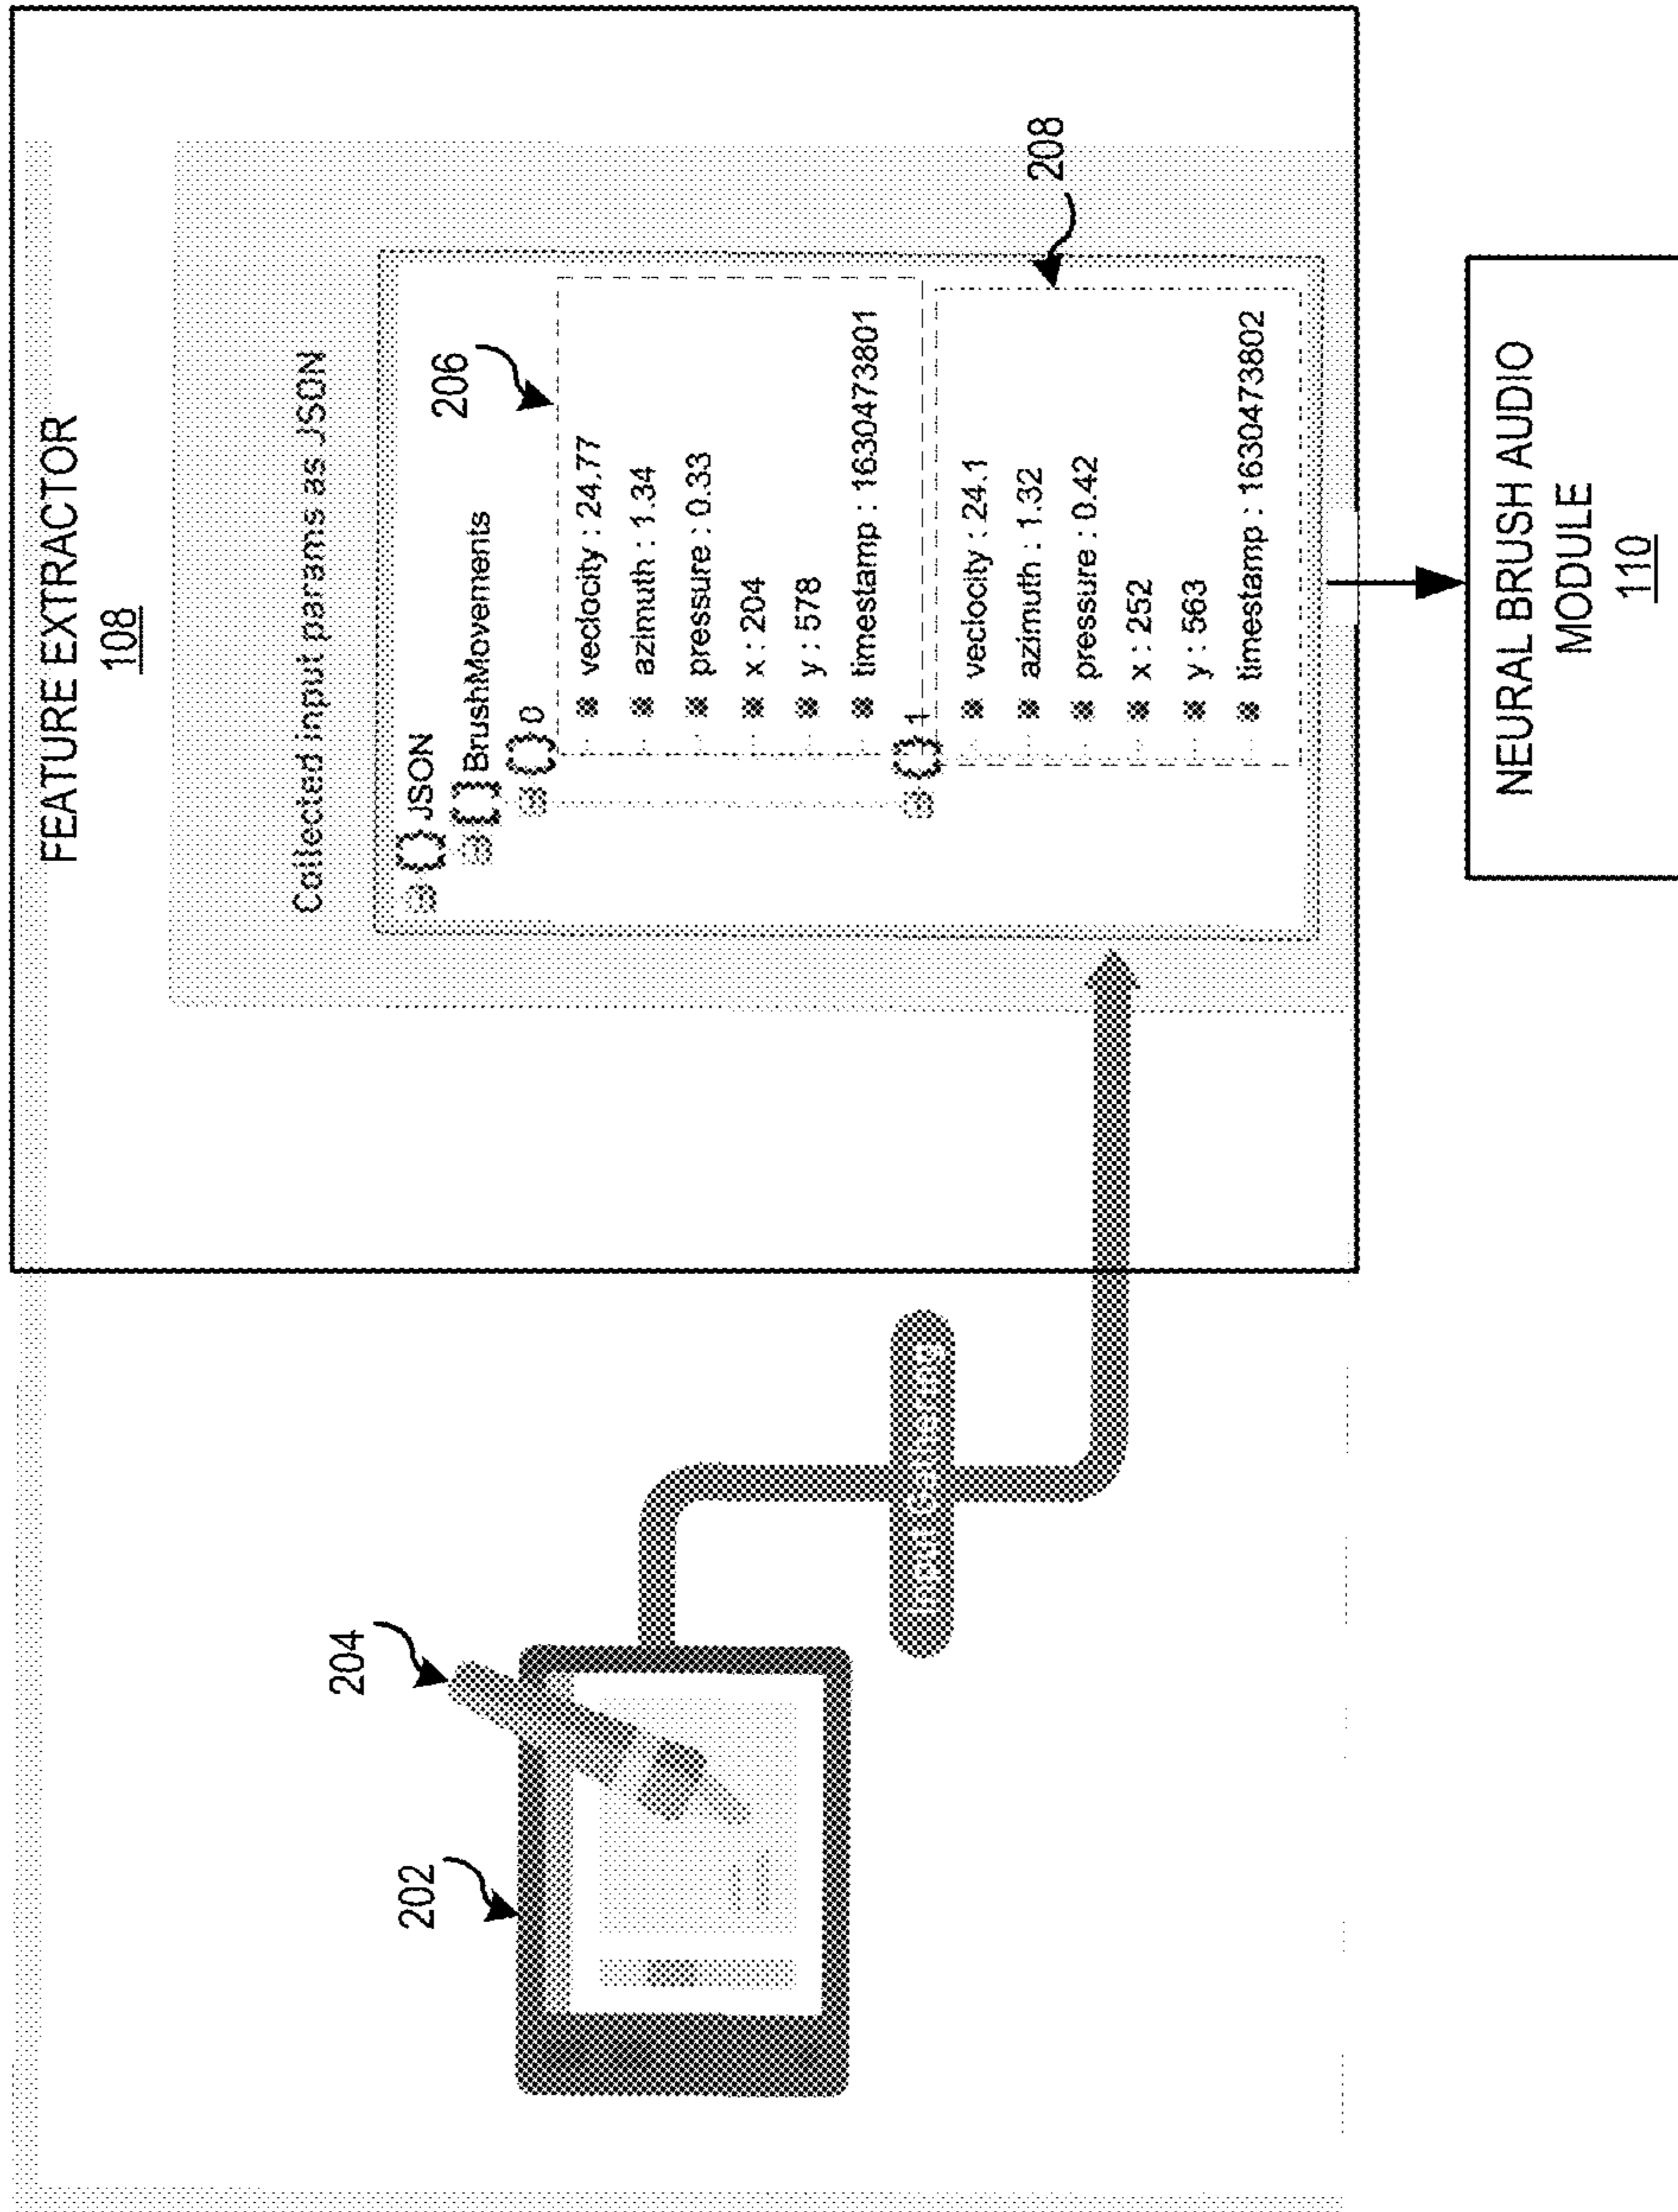 FEATURE EXTRACTOR
108
Collected input params as JSON
{} JSON
[ ] BrushMovements
{} 0
veclocity : 24.77
azimuth : 1.34
pressure : 0.33
x : 204
y : 578
timestamp : 1630473801
{} 1
veclocity : 24.1
azimuth : 1.32
pressure : 0.42
x : 252
y : 563
timestamp : 1630473802
206
208
202
204
Input Gathering
NEURAL BRUSH AUDIO
MODULE
110